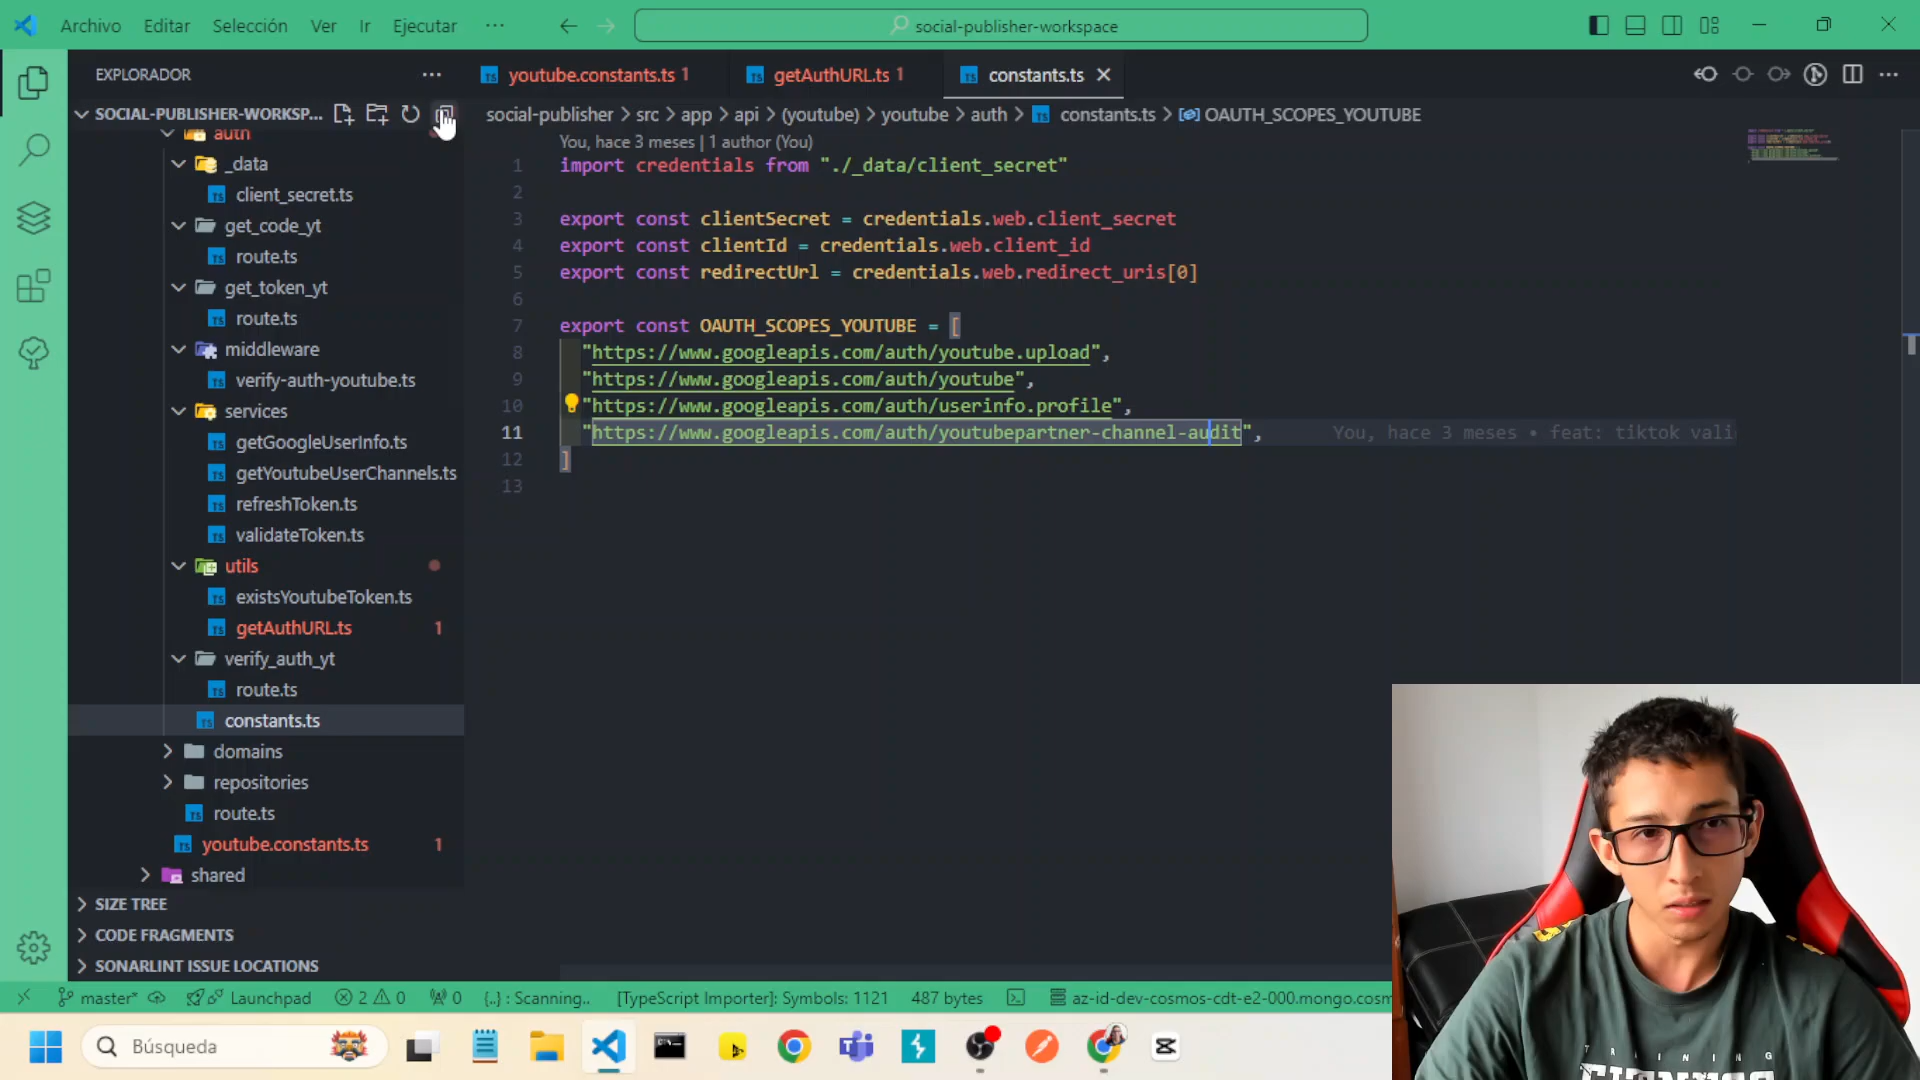 Archivo Editar Selección Ver Ir Ejecutar ··· social-publisher-workspace
EXPLORADOR
SOCIAL-PUBLISHER-WORKSP...
auth
_data
client_secret.ts
get_code_yt
route.ts
get_token_yt
route.ts
middleware
verify-auth-youtube.ts
services
getGoogleUserInfo.ts
getYoutubeUserChannels.ts
refreshToken.ts
validateToken.ts
utils
existsYoutubeToken.ts
getAuthURL.ts 1
verify_auth_yt
route.ts
constants.ts
domains
repositories
route.ts
youtube.constants.ts 1
shared
SIZE TREE
CODE FRAGMENTS
SONARLINT ISSUE LOCATIONS
youtube.constants.ts 1 getAuthURL.ts 1 constants.ts
social-publisher > src > app > api > (youtube) > youtube > auth > constants.ts > OAUTH_SCOPES_YOUTUBE
You, hace 3 meses | 1 author (You)
1 import credentials from "./_data/client_secret"
2
3 export const clientSecret = credentials.web.client_secret
4 export const clientId = credentials.web.client_id
5 export const redirectUrl = credentials.web.redirect_uris[0]
6
7 export const OAUTH_SCOPES_YOUTUBE = [
8 "https://www.googleapis.com/auth/youtube.upload",
9 "https://www.googleapis.com/auth/youtube",
10 "https://www.googleapis.com/auth/userinfo.profile",
11 "https://www.googleapis.com/auth/youtubepartner-channel-audit", You, hace 3 meses • feat: tiktok vali
12 ]
13
master* Launchpad 2 0 0 {..} : Scanning.. [TypeScript Importer]: Symbols: 1121 487 bytes az-id-dev-cosmos-cdt-e2-000.mongo.cosm
Búsqueda
TRAINING